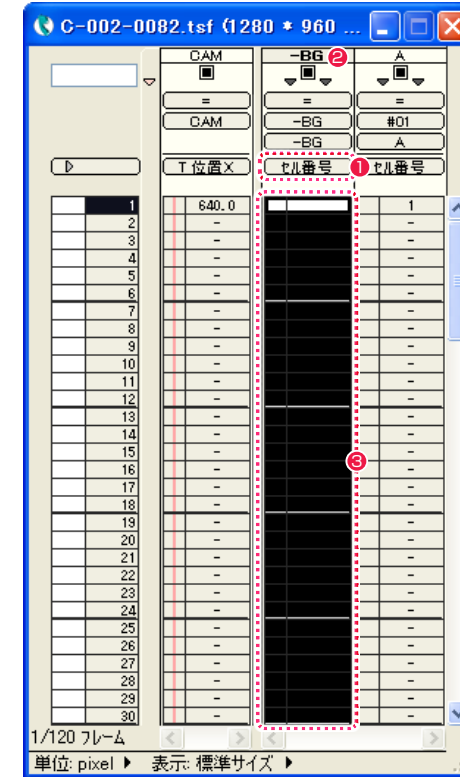 C-002-0082.tsf (1280 * 960 ...
CAM -BG ❷ A
= = =
CAM -BG #01
-BG A
T 位置X セル番号 ❶ セル番号
1 640.0 1
2 - -
3 - -
4 - -
5 - -
6 - -
7 - -
8 - -
9 - -
10 - -
11 - -
12 - -
13 - -
14 - -
15 - -
16 - ❸ -
17 - -
18 - -
19 - -
20 - -
21 - -
22 - -
23 - -
24 - -
25 - -
26 - -
27 - -
28 - -
29 - -
30 - -
1/120 フレーム
単位: pixel 表示: 標準サイズ